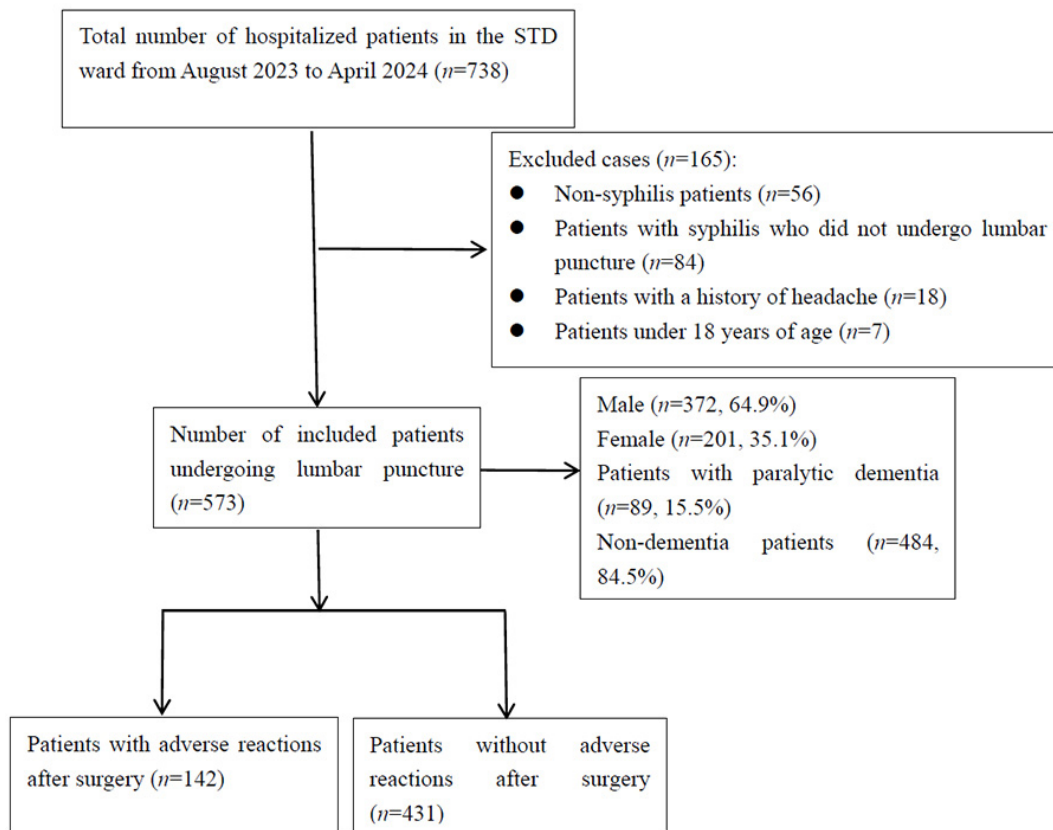 Total number of hospitalized patients in the STD
ward from August 2023 to April 2024 (n=738)
Excluded cases (n=165):
● Non-syphilis patients (n=56)
● Patients with syphilis who did not undergo lumbar
puncture (n=84)
● Patients with a history of headache (n=18)
● Patients under 18 years of age (n=7)
Number of included patients
undergoing lumbar puncture
(n=573)
Male (n=372, 64.9%)
Female (n=201, 35.1%)
Patients with paralytic dementia
(n=89, 15.5%)
Non-dementia patients (n=484,
84.5%)
Patients with adverse reactions
after surgery (n=142)
Patients without adverse
reactions after surgery
(n=431)